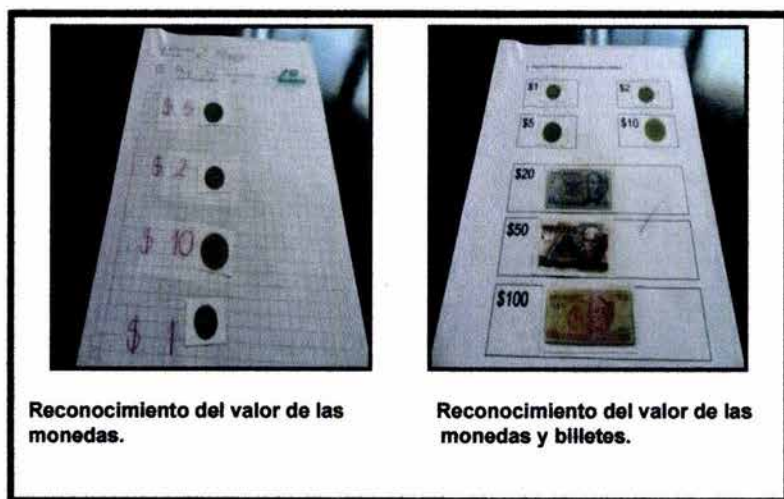 $ 5
$ 2
$ 10
$ 1
$1
$2
$5
$10
$20
$50
$100
Reconocimiento del valor de las
monedas.
Reconocimiento del valor de las
monedas y billetes.